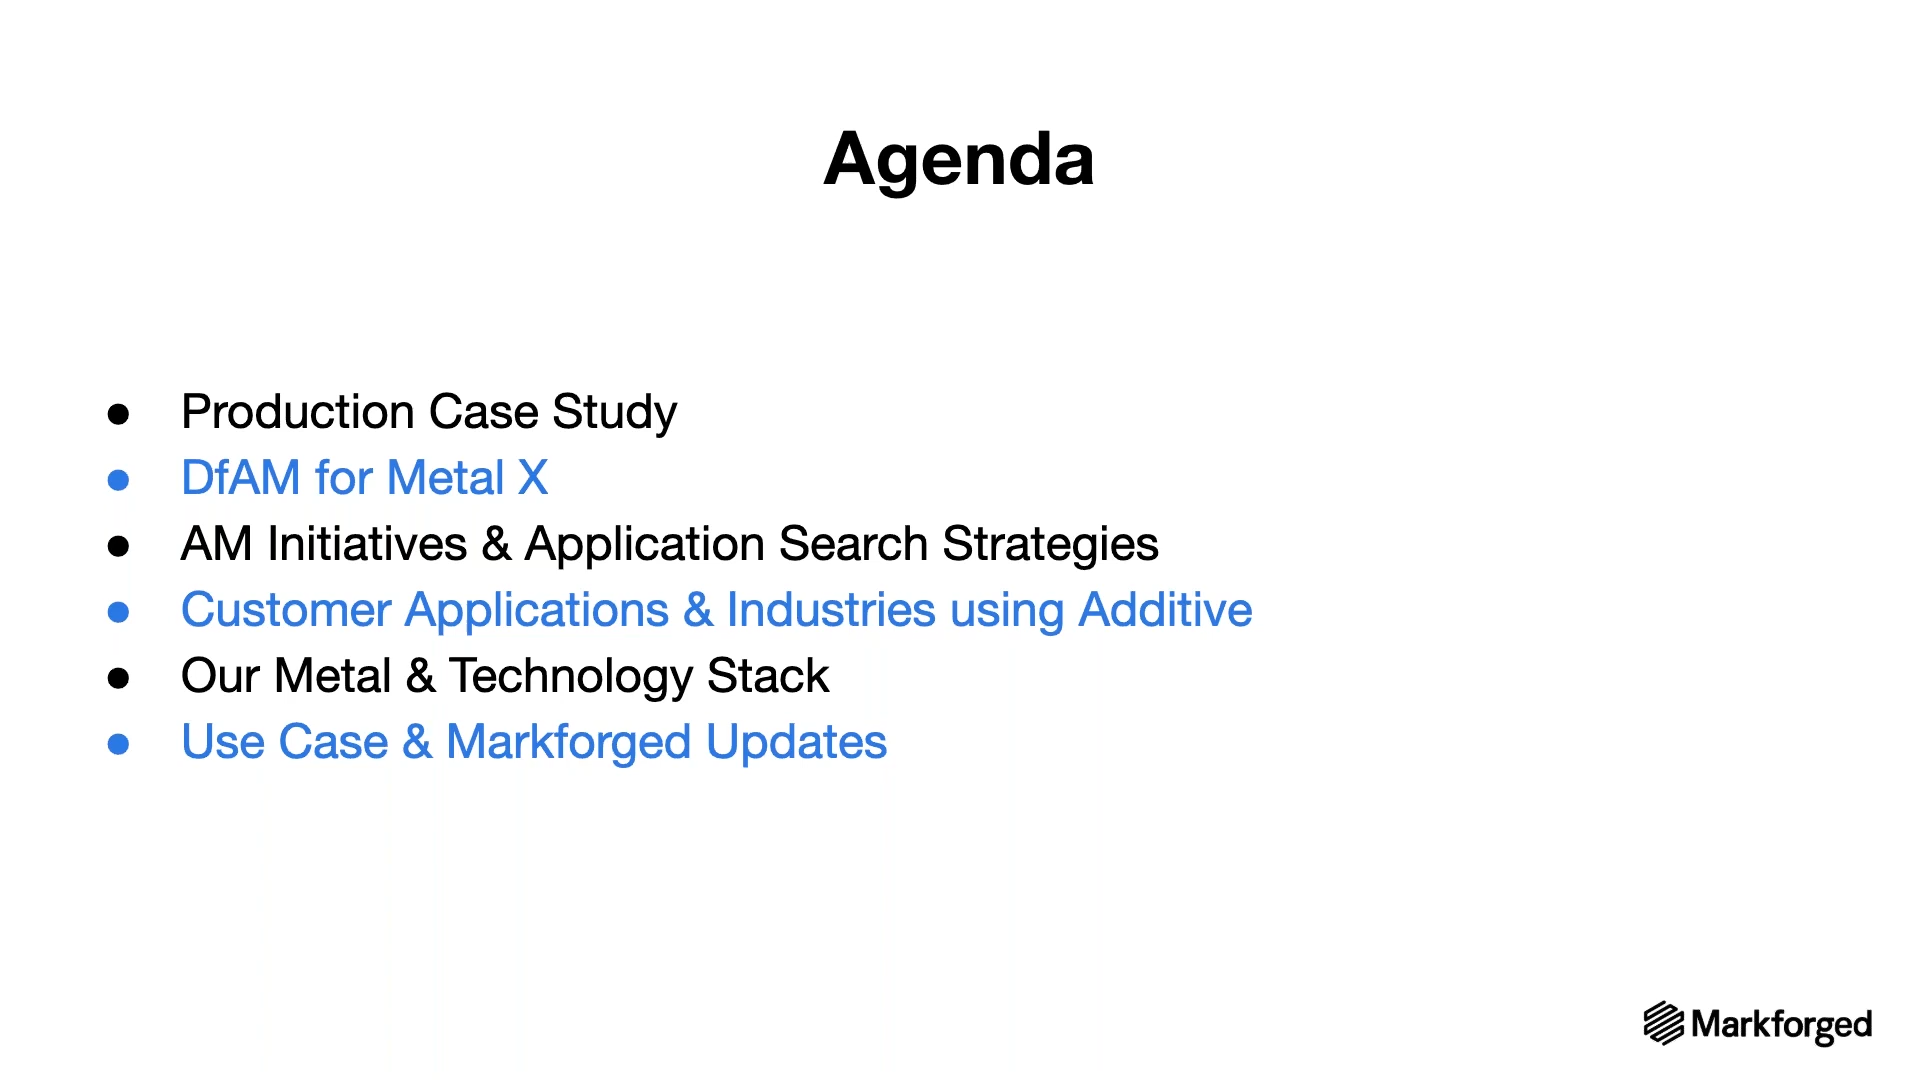 Agenda
● Production Case Study
● DfAM for Metal X
● AM Initiatives & Application Search Strategies
● Customer Applications & Industries using Additive
● Our Metal & Technology Stack
● Use Case & Markforged Updates
Markforged